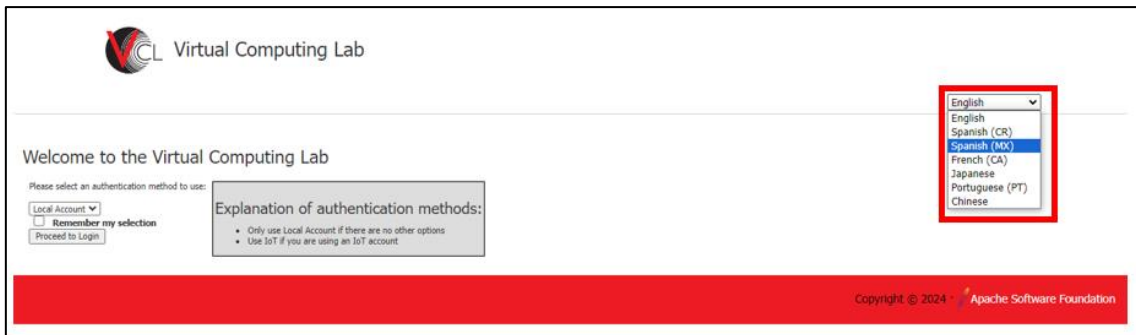 VCL Virtual Computing Lab
English
English
Spanish (CR)
Spanish (MX)
French (CA)
Japanese
Portuguese (PT)
Chinese
Welcome to the Virtual Computing Lab
Please select an authentication method to use:
Local Account
Remember my selection
Proceed to Login
Explanation of authentication methods:
• Only use Local Account if there are no other options
• Use IoT if you are using an IoT account
Copyright © 2024 - Apache Software Foundation